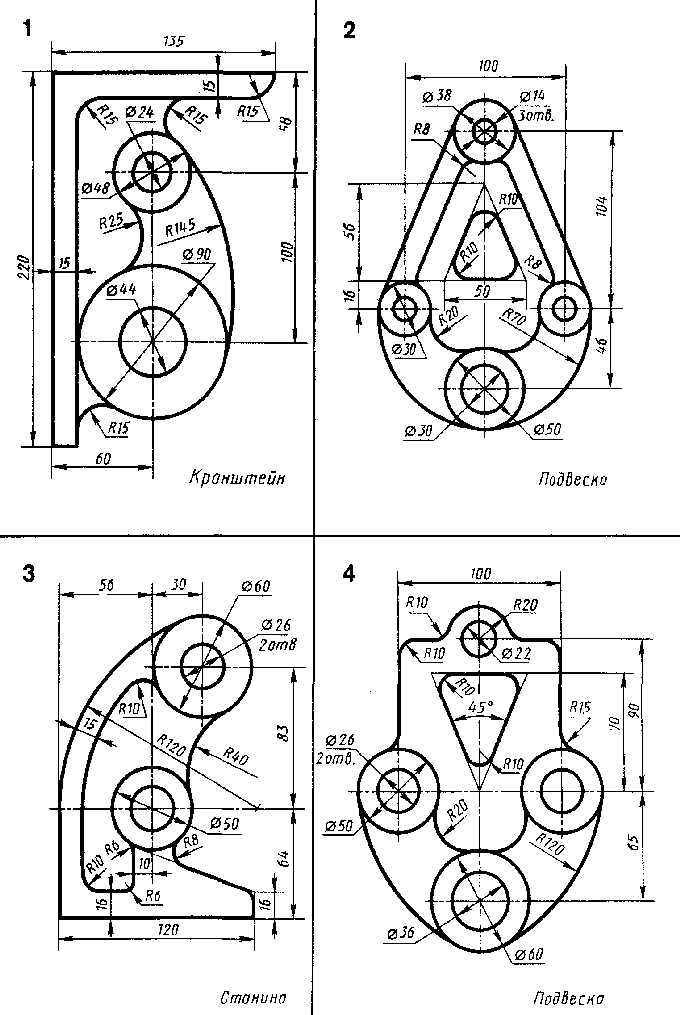 1
135
15
R15
R15
R15
Ø24
48
Ø48
R25
R145
Ø90
100
220
15
Ø44
R15
60
Кронштейн
2
100
Ø38
Ø14
3отв.
R8
R10
R10
56
104
16
50
R8
R20
R70
Ø30
46
Ø30
Ø50
Подвеска
3
56
30
Ø60
Ø26
2отв
R10
15
R120
R40
83
Ø50
R10
R6
10
R8
64
16
R6
16
120
Станина
4
100
R10
R20
R10
Ø22
R10
45°
70
90
R15
R10
Ø26
2отв.
Ø50
R20
R120
65
Ø36
Ø60
Подвеска